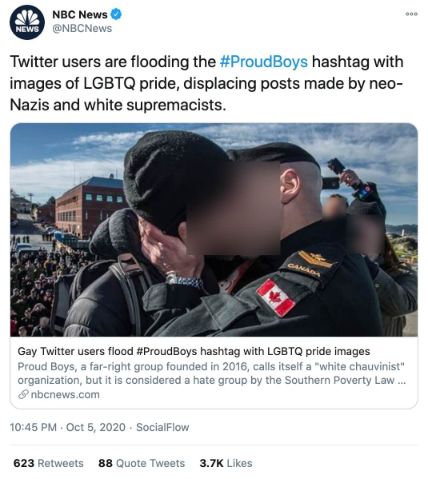 NBC News
@NBCNews
Twitter users are flooding the #ProudBoys hashtag with
images of LGBTQ pride, displacing posts made by neo-
Nazis and white supremacists.
CANADA
Gay Twitter users flood #ProudBoys hashtag with LGBTQ pride images
Proud Boys, a far-right group founded in 2016, calls itself a "white chauvinist"
organization, but it is considered a hate group by the Southern Poverty Law ...
nbcnews.com
10:45 PM · Oct 5, 2020 · SocialFlow
623 Retweets 88 Quote Tweets 3.7K Likes